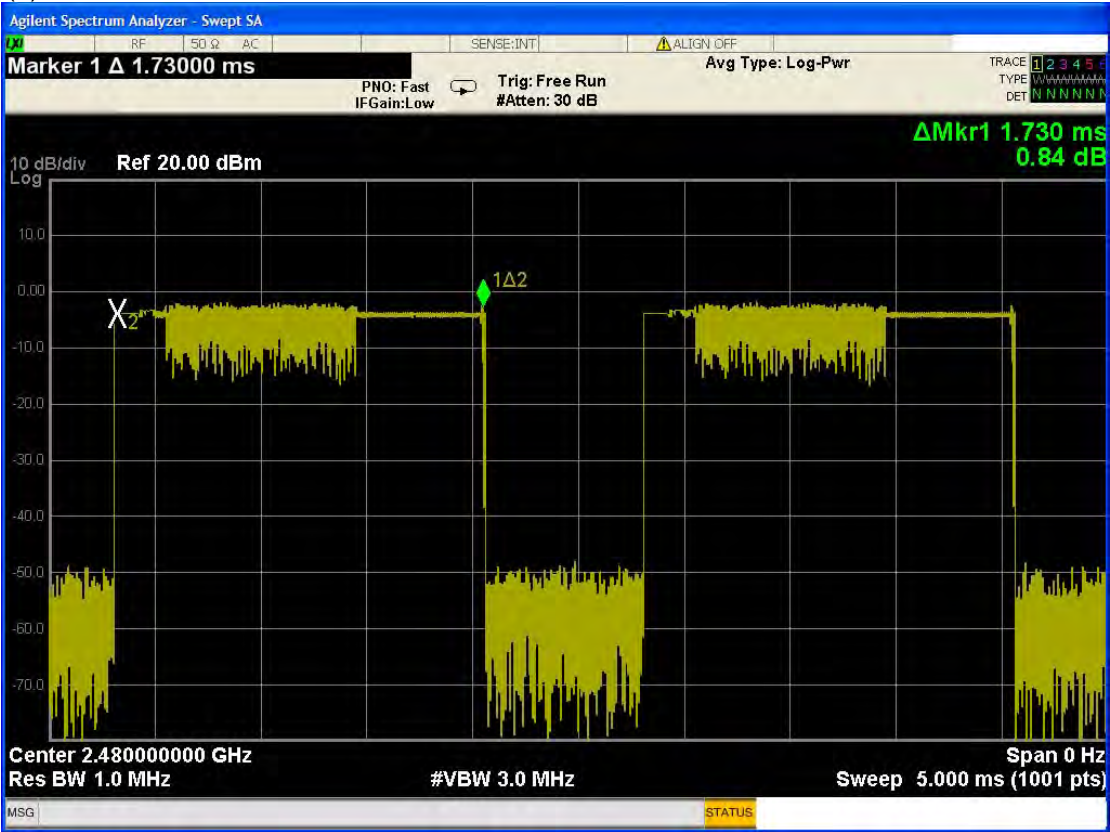 Agilent Spectrum Analyzer - Swept SA
LXI RF 50 Ω AC SENSE:INT ALIGN OFF
Marker 1 Δ 1.73000 ms
PNO: Fast
IFGain:Low
Trig: Free Run
#Atten: 30 dB
Avg Type: Log-Pwr
TRACE 1 2 3 4 5 6
TYPE
DET N N N N N N
ΔMkr1 1.730 ms
0.84 dB
10 dB/div Ref 20.00 dBm
Log
10.0
0.00
-10.0
-20.0
-30.0
-40.0
-50.0
-60.0
-70.0
X2
1Δ2
Center 2.480000000 GHz Span 0 Hz
Res BW 1.0 MHz #VBW 3.0 MHz Sweep 5.000 ms (1001 pts)
MSG STATUS